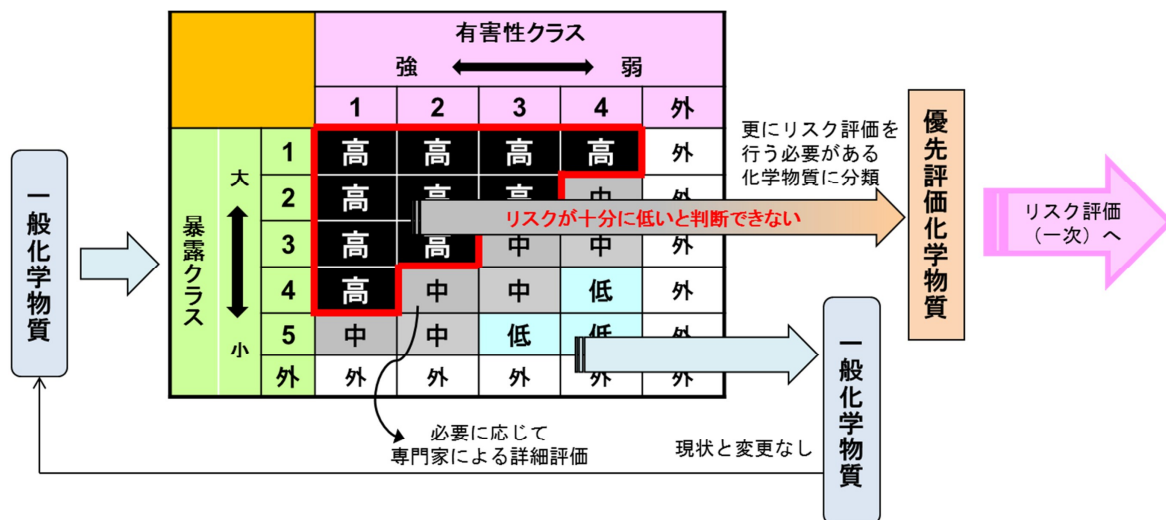 有害性クラス
強 弱
1 2 3 4 外
一般化学物質
暴露クラス
大
小
1 高 高 高 高 外
2 高 高 高 中 外
3 高 高 中 中 外
4 高 中 中 低 外
5 中 中 低 低 外
外 外 外 外 外 外
リスクが十分に低いと判断できない
更にリスク評価を
行う必要がある
化学物質に分類
優先評価化学物質
リスク評価
（一次）へ
必要に応じて
専門家による詳細評価
現状と変更なし
一般化学物質